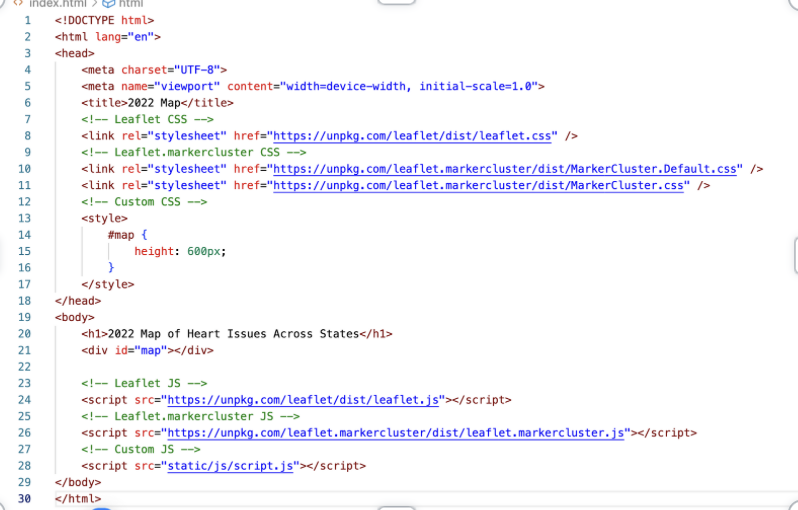 index.html > html
1 <!DOCTYPE html>
2 <html lang="en">
3 <head>
4 <meta charset="UTF-8">
5 <meta name="viewport" content="width=device-width, initial-scale=1.0">
6 <title>2022 Map</title>
7 <!-- Leaflet CSS -->
8 <link rel="stylesheet" href="https://unpkg.com/leaflet/dist/leaflet.css" />
9 <!-- Leaflet.markercluster CSS -->
10 <link rel="stylesheet" href="https://unpkg.com/leaflet.markercluster/dist/MarkerCluster.Default.css" />
11 <link rel="stylesheet" href="https://unpkg.com/leaflet.markercluster/dist/MarkerCluster.css" />
12 <!-- Custom CSS -->
13 <style>
14 #map {
15 height: 600px;
16 }
17 </style>
18 </head>
19 <body>
20 <h1>2022 Map of Heart Issues Across States</h1>
21 <div id="map"></div>
22
23 <!-- Leaflet JS -->
24 <script src="https://unpkg.com/leaflet/dist/leaflet.js"></script>
25 <!-- Leaflet.markercluster JS -->
26 <script src="https://unpkg.com/leaflet.markercluster/dist/leaflet.markercluster.js"></script>
27 <!-- Custom JS -->
28 <script src="static/js/script.js"></script>
29 </body>
30 </html>